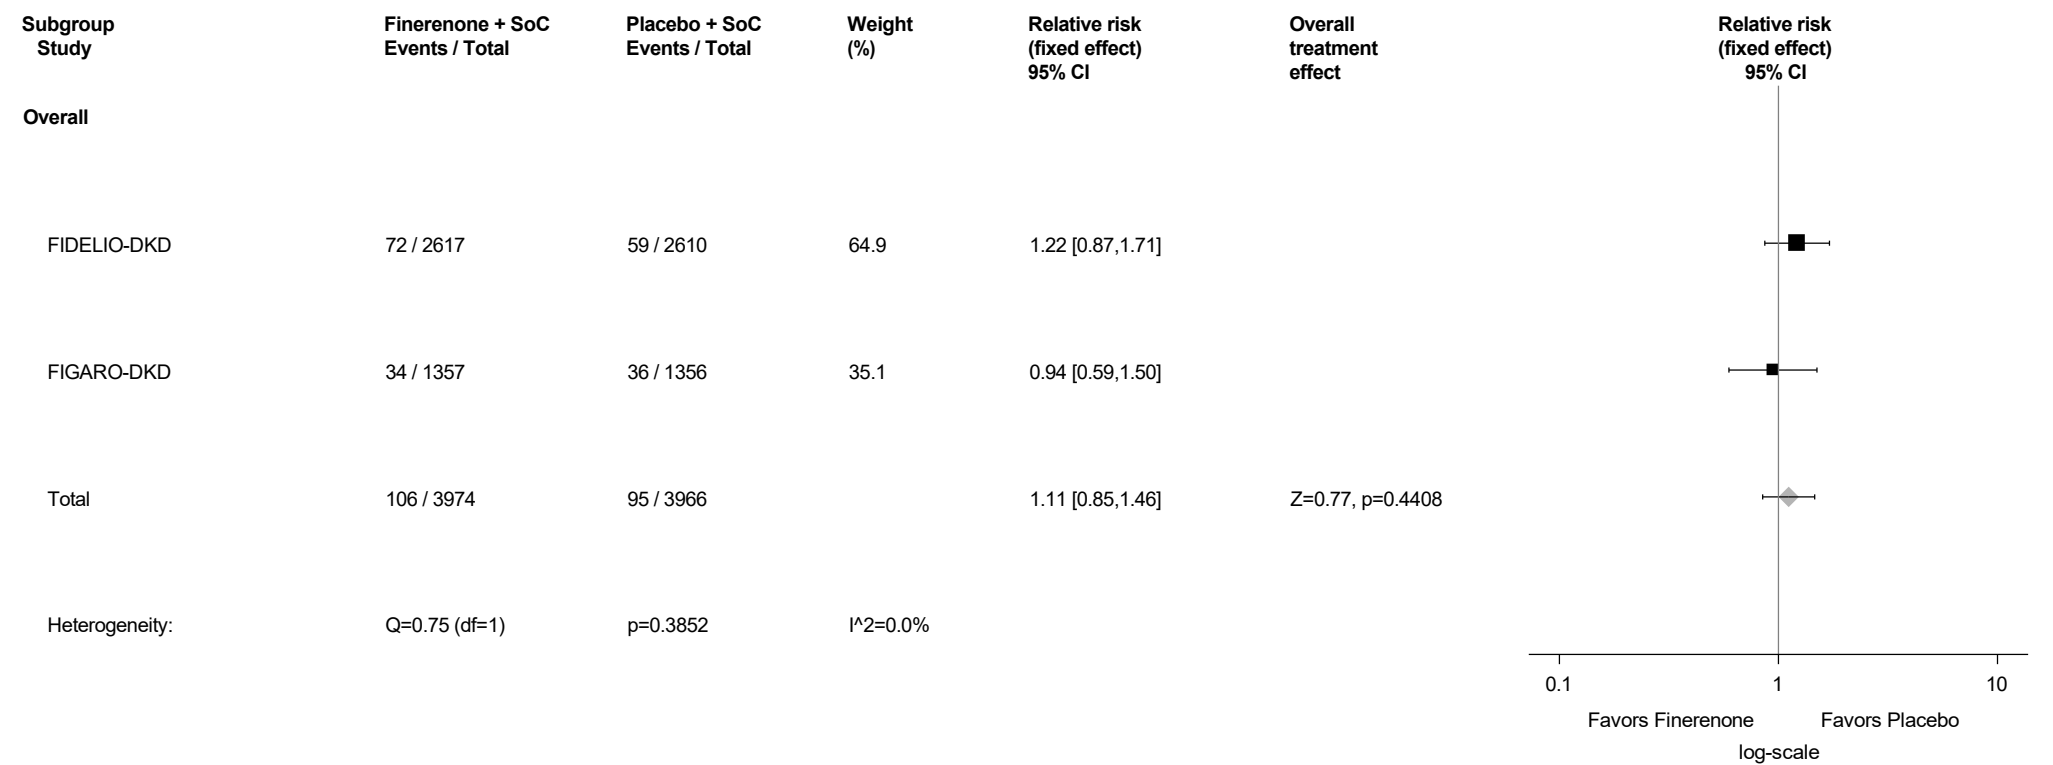 Subgroup Finerenone + SoC Placebo + SoC Weight Relative risk Overall Relative risk
Study Events / Total Events / Total (%) (fixed effect) treatment (fixed effect)
95% CI effect 95% CI
Overall
FIDELIO-DKD 72 / 2617 59 / 2610 64.9 1.22 [0.87,1.71]
FIGARO-DKD 34 / 1357 36 / 1356 35.1 0.94 [0.59,1.50]
Total 106 / 3974 95 / 3966 1.11 [0.85,1.46] Z=0.77, p=0.4408
Heterogeneity: Q=0.75 (df=1) p=0.3852 I^2=0.0%
0.1 1 10
Favors Finerenone Favors Placebo
log-scale